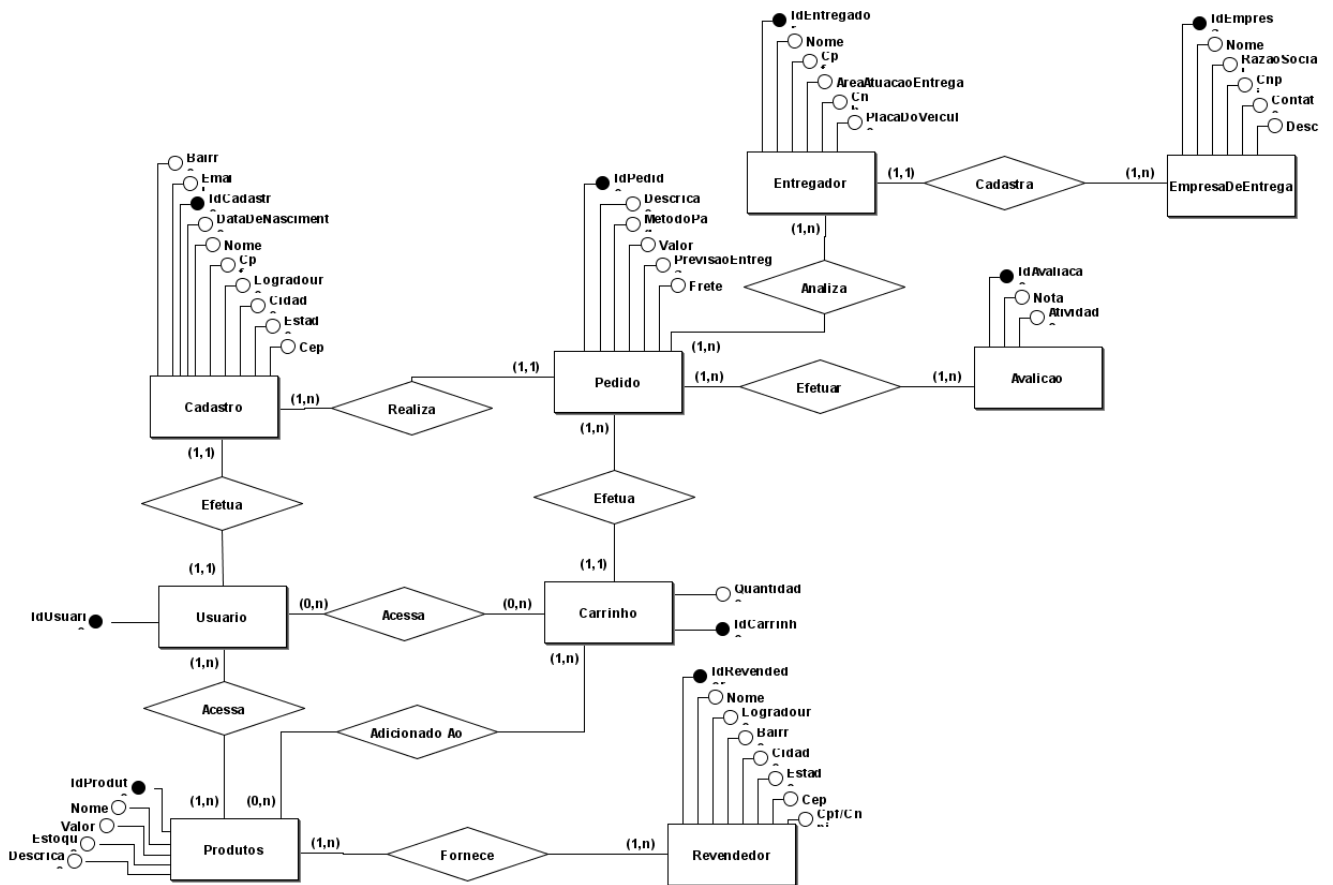 IdEntregado
Nome
Cp
AreaAtuacaoEntrega
Cn
PlacaDoVeicul
Entregador
(1,1)
Cadastra
(1,n)
IdEmpres
Nome
RazaoSocia
Cnp
Contat
Desc
EmpresaDeEntrega
Bairr
Emai
IdCadastr
DataDeNasciment
Nome
Cp
Logradour
Cidad
Estad
Cep
Cadastro
(1,n)
Realiza
(1,1)
IdPedid
Descrica
MetodoPa
Valor
PrevisaoEntreg
Frete
Pedido
(1,n)
Analiza
(1,n)
(1,n)
Efetuar
(1,n)
IdAvaliaca
Nota
Atividad
Avalicao
(1,1)
Efetua
(1,1)
(1,n)
Efetua
(1,1)
IdUsuari
Usuario
(0,n)
Acessa
(0,n)
Carrinho
Quantidad
IdCarrinh
(1,n)
Acessa
(1,n)
(1,n)
Adicionado Ao
(0,n)
IdProdut
Nome
Valor
Estoqu
Descrica
Produtos
(1,n)
Fornece
(1,n)
IdRevended
Nome
Logradour
Bairr
Cidad
Estad
Cep
Cpf/Cn
Revendedor